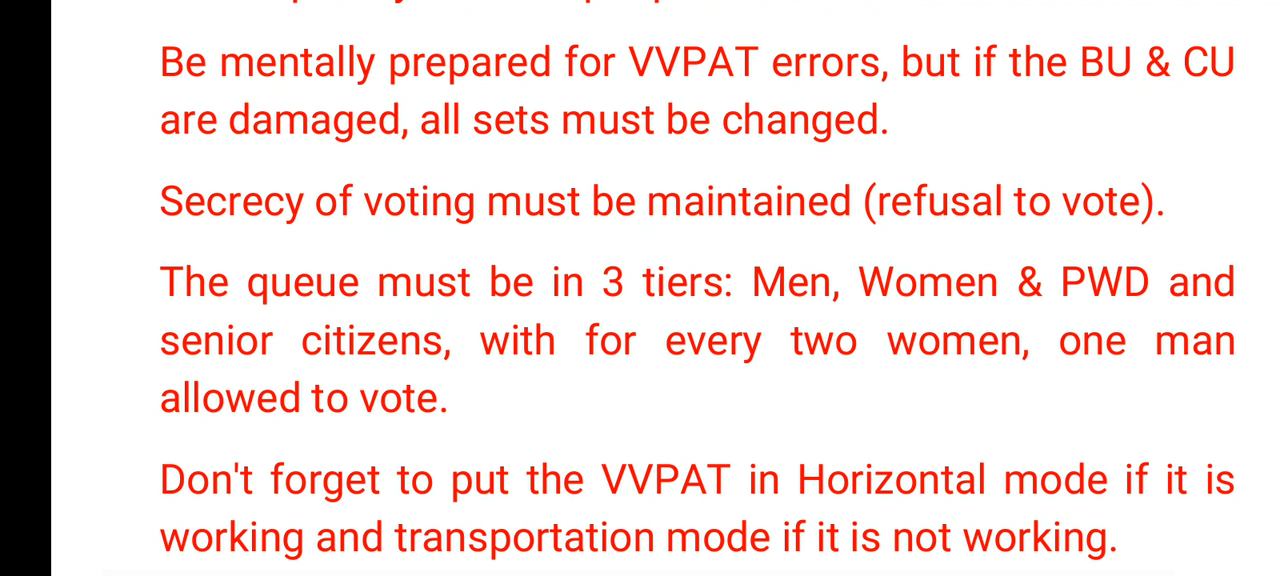 Be mentally prepared for VVPAT errors, but if the BU & CU
are damaged, all sets must be changed.
Secrecy of voting must be maintained (refusal to vote).
The queue must be in 3 tiers: Men, Women & PWD and
senior citizens, with for every two women, one man
allowed to vote.
Don't forget to put the VVPAT in Horizontal mode if it is
working and transportation mode if it is not working.